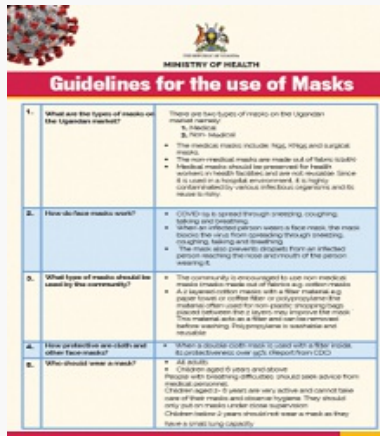 THE REPUBLIC OF UGANDA
MINISTRY OF HEALTH
Guidelines for the use of Masks
1.
What are the types of masks on
the Ugandan market?
There are two types of masks on the Ugandan
market namely:
1. Medical
2. Non- Medical
The medical masks include: N95, KN95 and surgical
masks.
The non-medical masks are made out of fabric (cloth)
Medical masks should be preserved for health
workers in health facilities and are not reusable. Since
it is used in a hospital environment, it is highly
contaminated by various infectious organisms and its
reuse is risky.
2.
How do face masks work?
COVID-19 is spread through sneezing, coughing,
talking and breathing.
When an infected person wears a face mask, the mask
blocks the virus from spreading through sneezing,
coughing, talking and breathing.
The mask also prevents droplets from an infected
person reaching the nose and mouth of the person
wearing it.
3.
What type of masks should be
used by the community?
The community is encouraged to use non medical
masks (masks made out of fabrics e.g. cotton masks
A 2 layered cotton masks with a filter material e.g.
paper towel or coffee filter or polypropylene (the
material often used for non-plastic shopping bags)
placed between the 2 layers may improve the mask
This material acts as a filter and can be removed
before washing. Polypropylene is washable and
reusable
4.
How protective are cloth and
other face masks?
When a double cloth mask is used with a filter inside,
its protectiveness over 95% (Report from CDC)
5.
Who should wear a mask?
All adults
Children aged 6 years and above
People with breathing difficulties should seek advice from
medical personnel.
Children aged 2- 5 years are very active and cannot take
care of their masks and observe hygiene. They should
only put on masks under close supervision
Children below 2 years should not wear a mask as they
have a small lung capacity